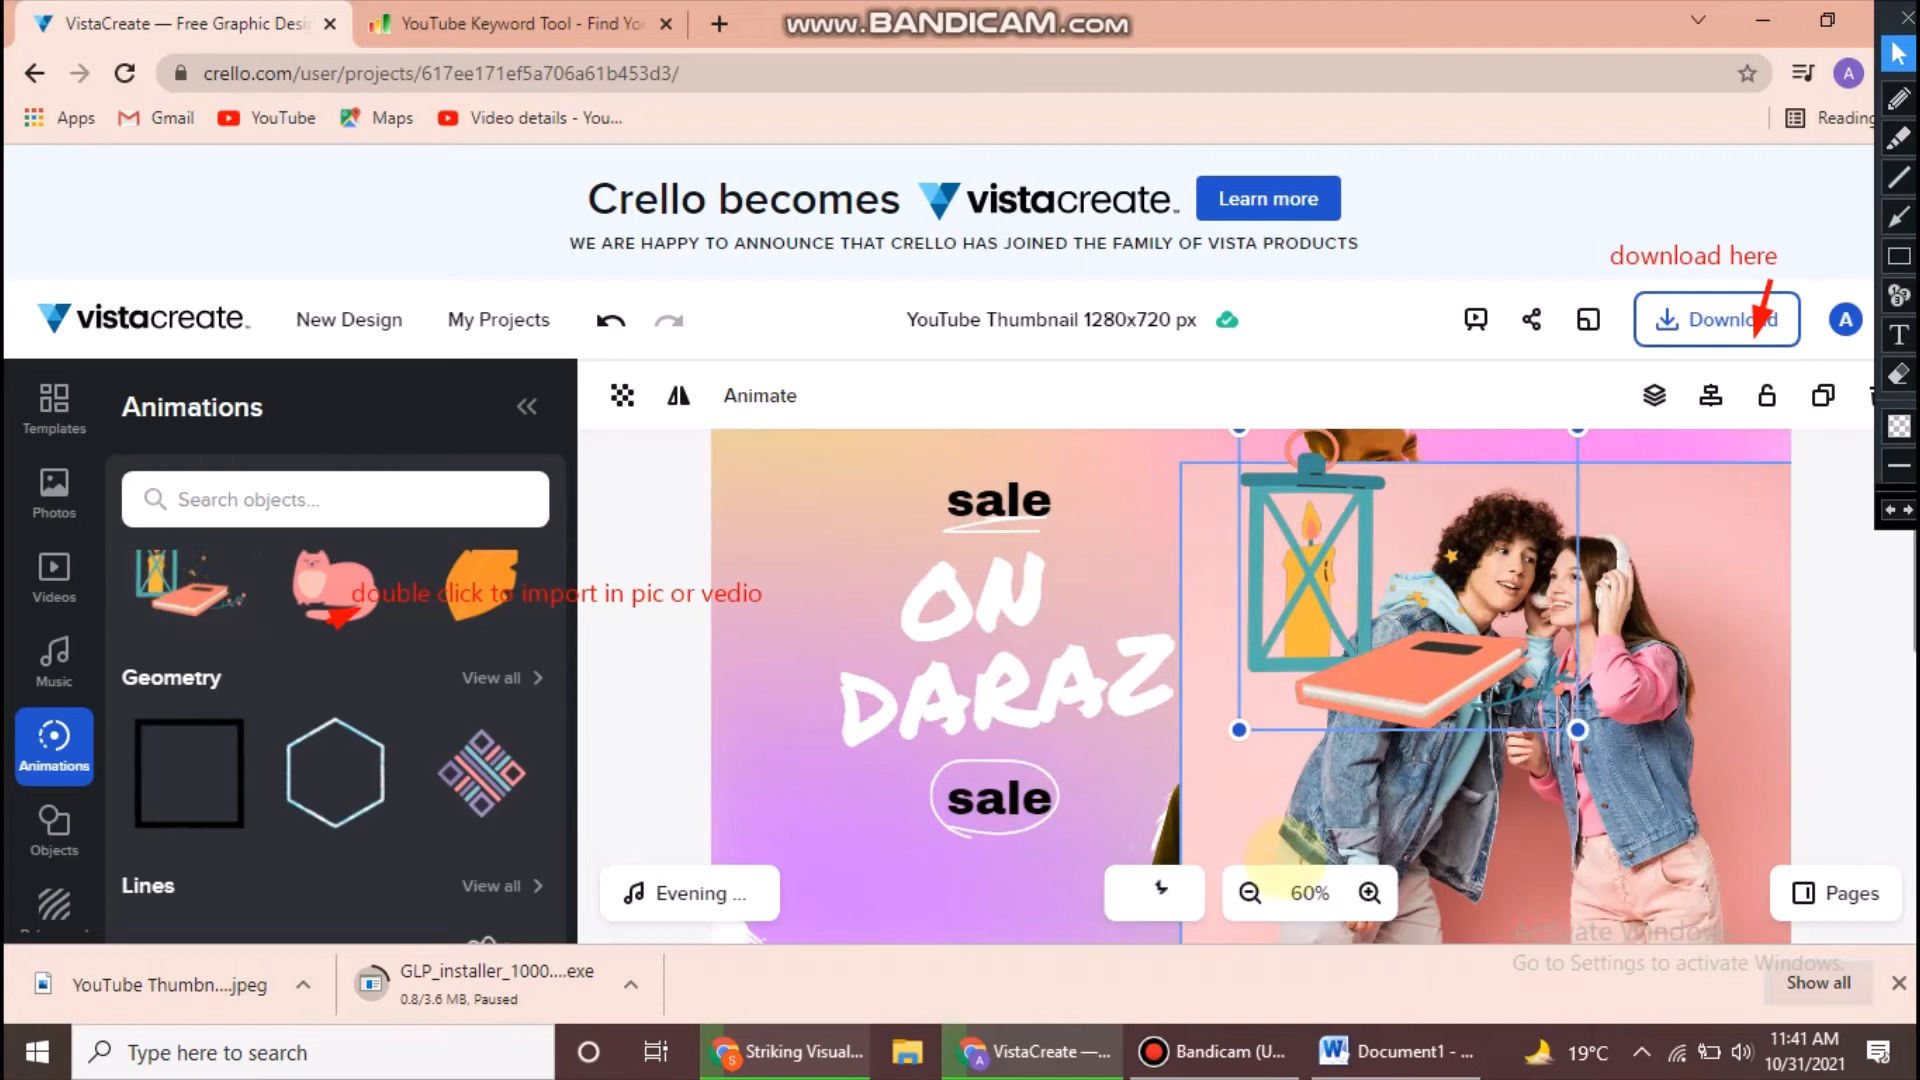 VistaCreate — Free Graphic Desi
YouTube Keyword Tool - Find Yo
www.BANDICAM.com
crello.com/user/projects/617ee171ef5a706a61b453d3/
A
Apps
Gmail
YouTube
Maps
Video details - You...
Reading
Crello becomes vistacreate.
Learn more
WE ARE HAPPY TO ANNOUNCE THAT CRELLO HAS JOINED THE FAMILY OF VISTA PRODUCTS
download here
vistacreate.
New Design
My Projects
YouTube Thumbnail 1280x720 px
Download
A
Templates
Photos
Videos
Music
Animations
Objects
Animations
Search objects...
double click to import in pic or vedio
Geometry
View all
Lines
View all
Animate
sale
ON
DARAZ
sale
Evening ...
60%
Pages
Activate Windows
Go to Settings to activate Windows.
YouTube Thumbn....jpeg
GLP_installer_1000....exe
0.8/3.6 MB, Paused
Show all
Type here to search
Striking Visual...
VistaCreate —...
Bandicam (U...
Document1 - ...
19°C
11:41 AM
10/31/2021